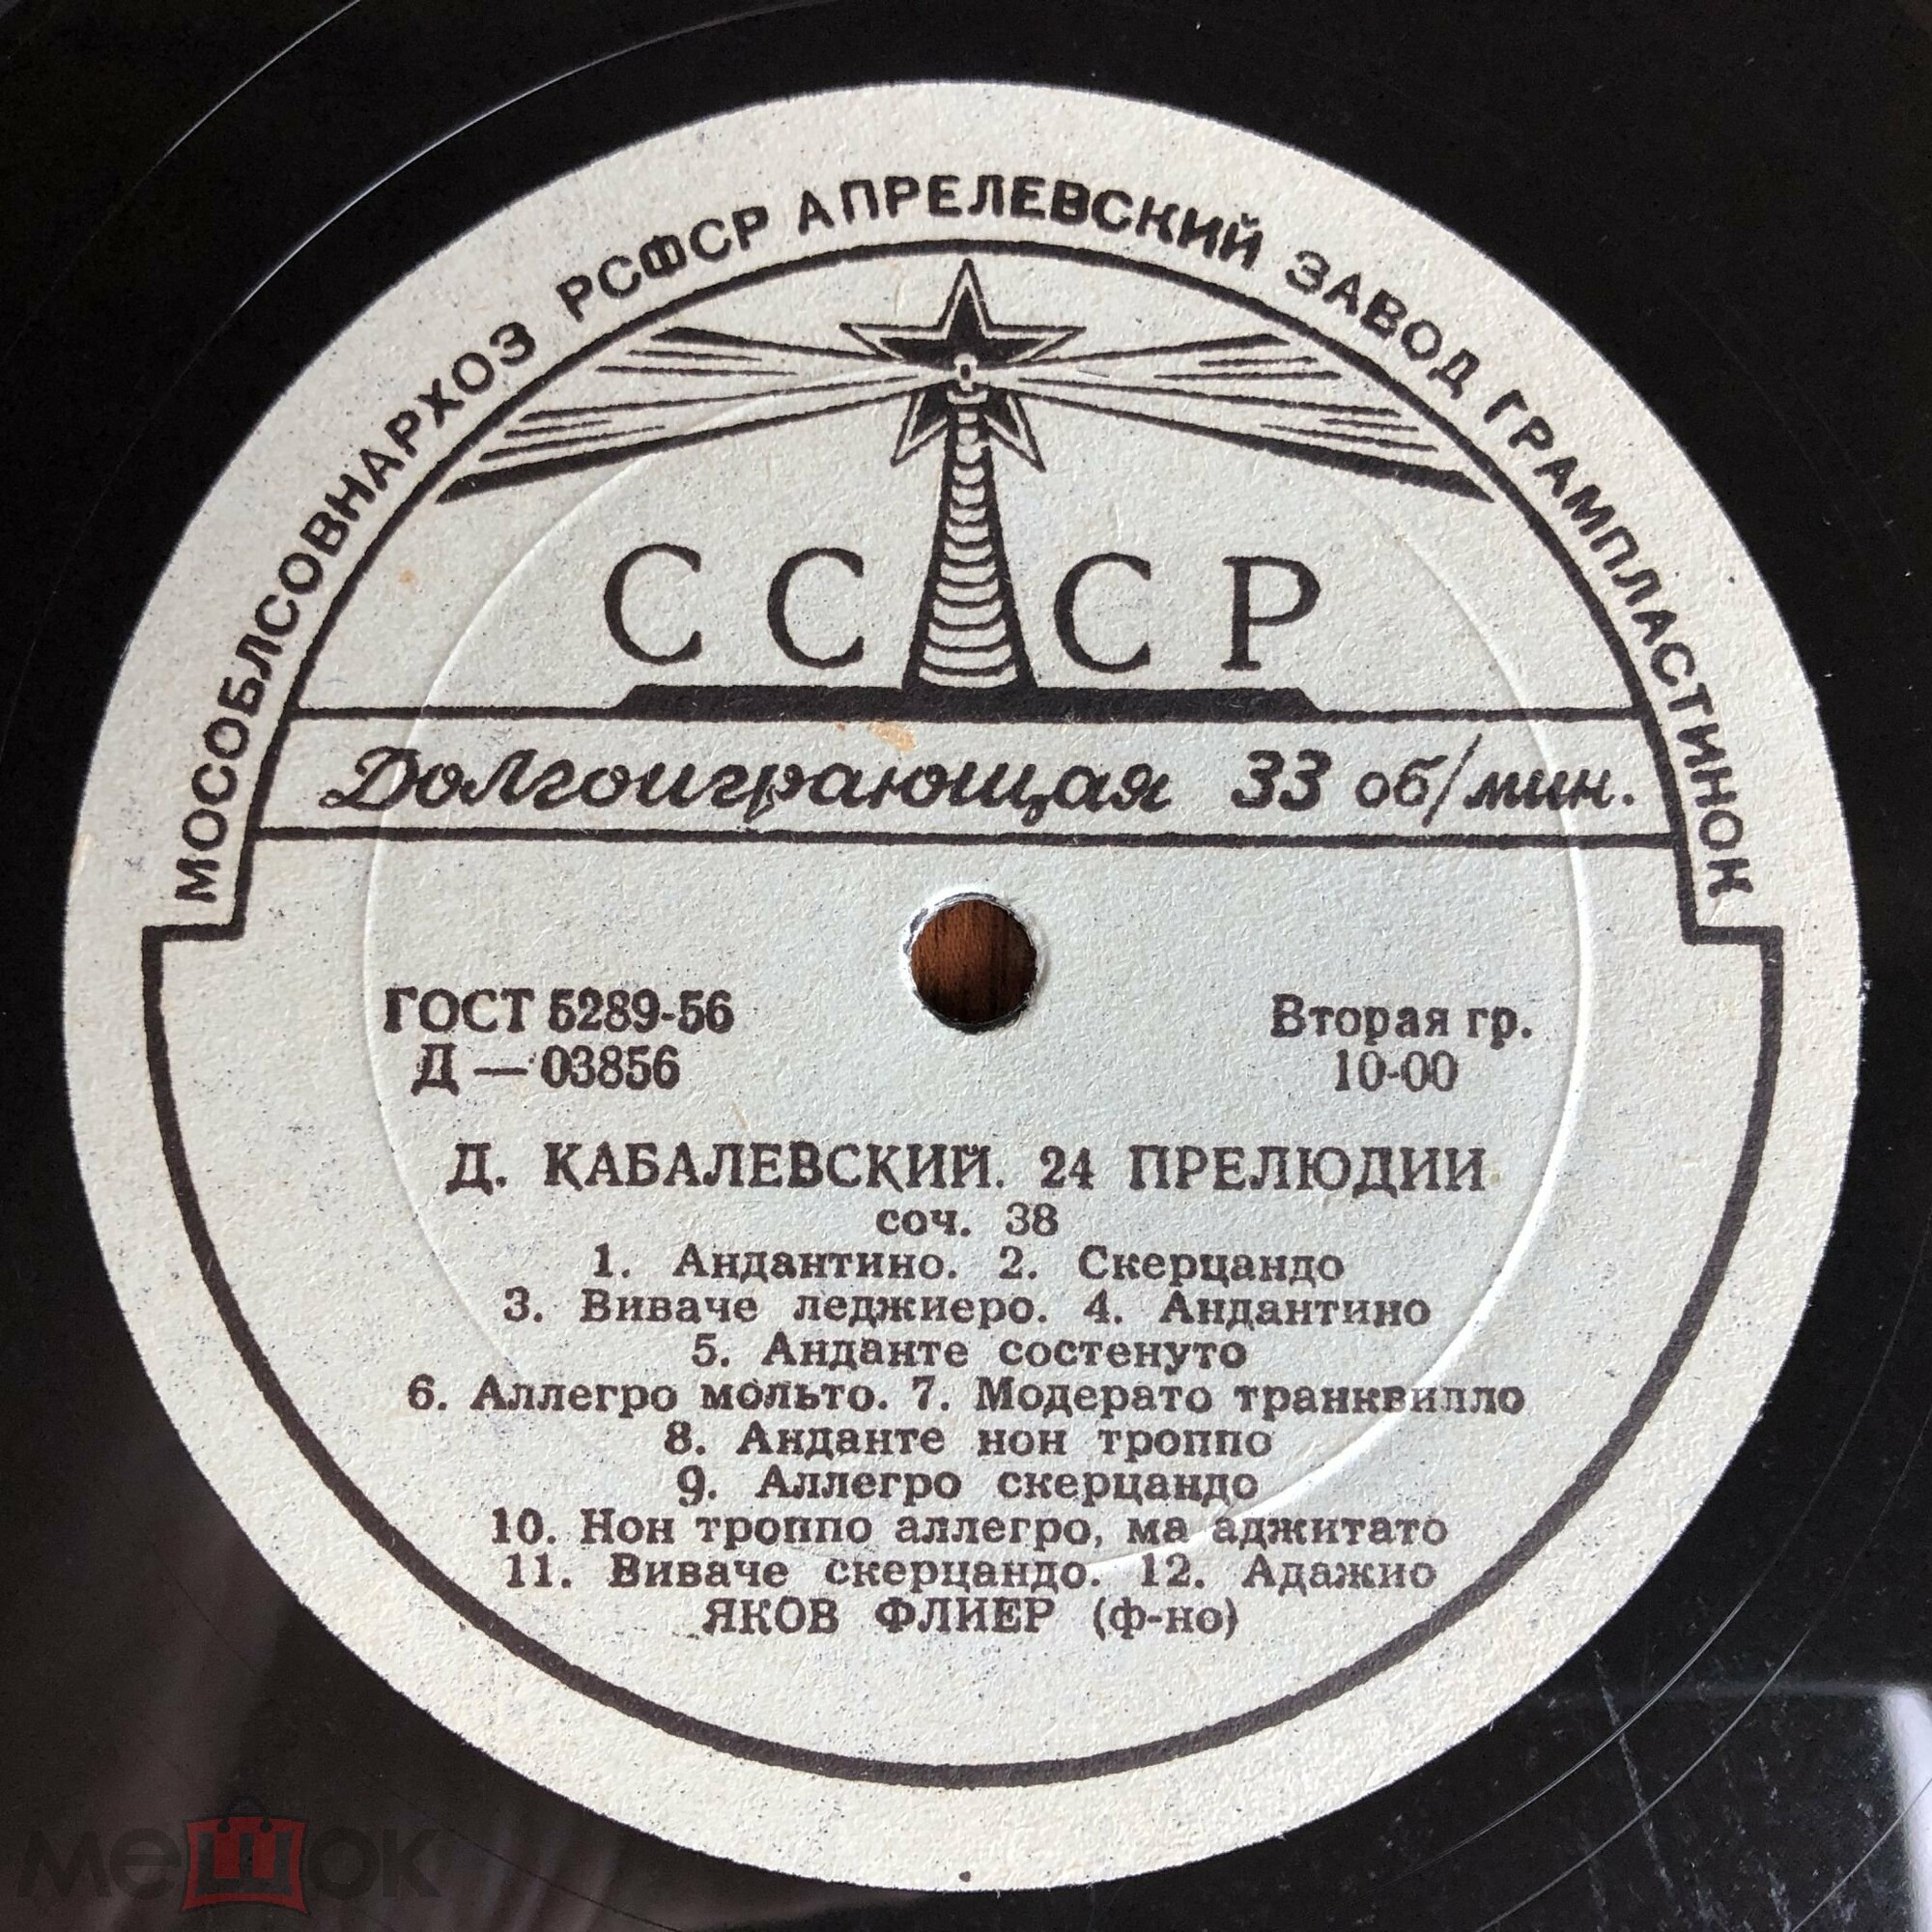 МОСОБЛСОВНАРХОЗ РСФСР АПРЕЛЕВСКИЙ ЗАВОД ГРАМПЛАСТИНОК
СССР
Долгоиграющая 33 об/мин.
ГОСТ 5289-56
Д — 03856
Вторая гр.
10-00
Д. КАБАЛЕВСКИЙ. 24 ПРЕЛЮДИИ
соч. 38
1. Андантино. 2. Скерцандо
3. Виваче леджиеро. 4. Андантино
5. Анданте состенуто
6. Аллегро мольто. 7. Модерато транквилло
8. Анданте нон троппо
9. Аллегро скерцандо
10. Нон троппо аллегро, ма аджитато
11. Виваче скерцандо. 12. Адажио
ЯКОВ ФЛИЕР (ф-но)
мешок